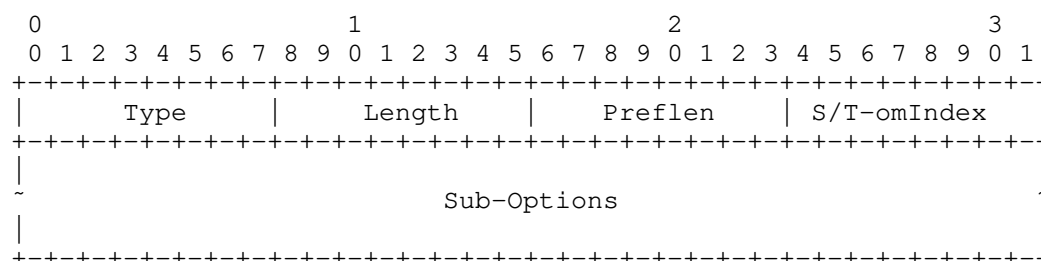 0                   1                   2                   3
 0 1 2 3 4 5 6 7 8 9 0 1 2 3 4 5 6 7 8 9 0 1 2 3 4 5 6 7 8 9 0 1
+-+-+-+-+-+-+-+-+-+-+-+-+-+-+-+-+-+-+-+-+-+-+-+-+-+-+-+-+-+-+-+-
|      Type     |     Length    |    Preflen    | S/T-omIndex
+-+-+-+-+-+-+-+-+-+-+-+-+-+-+-+-+-+-+-+-+-+-+-+-+-+-+-+-+-+-+-+-
|
~                          Sub-Options                          ~
|
+-+-+-+-+-+-+-+-+-+-+-+-+-+-+-+-+-+-+-+-+-+-+-+-+-+-+-+-+-+-+-+-